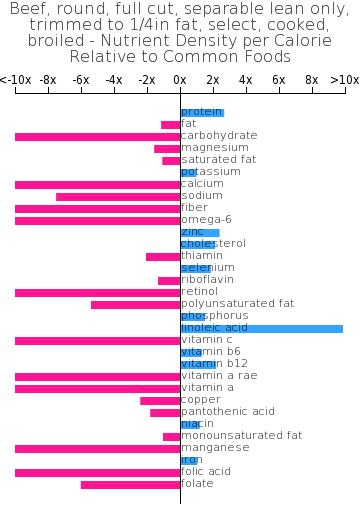 Beef, round, full cut, separable lean only,
trimmed to 1/4in fat, select, cooked,
broiled - Nutrient Density per Calorie
Relative to Common Foods
<-10x -8x -6x -4x -2x 0x 2x 4x 6x 8x >10x
protein
fat
carbohydrate
magnesium
saturated fat
potassium
calcium
sodium
fiber
omega-6
zinc
cholesterol
thiamin
selenium
riboflavin
retinol
polyunsaturated fat
phosphorus
linoleic acid
vitamin c
vitamin b6
vitamin b12
vitamin a rae
vitamin a
copper
pantothenic acid
niacin
monounsaturated fat
manganese
iron
folic acid
folate